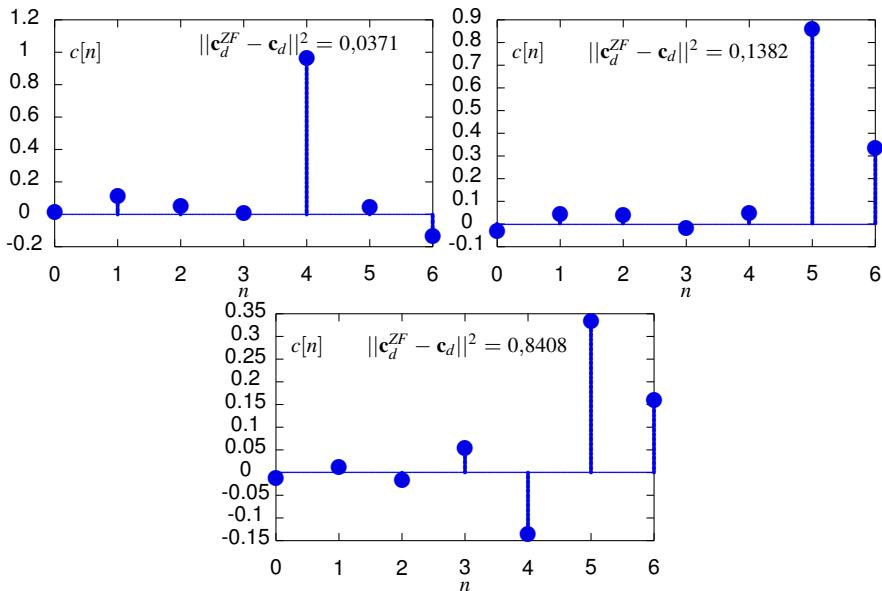 1.2
1
0.8
0.6
0.4
0.2
0
-0.2
c[n]
||c_d^{ZF} − c_d||^2 = 0,0371
0 1 2 3 4 5 6
n
0.9
0.8
0.7
0.6
0.5
0.4
0.3
0.2
0.1
0
-0.1
c[n]
||c_d^{ZF} − c_d||^2 = 0,1382
0 1 2 3 4 5 6
n
0.35
0.3
0.25
0.2
0.15
0.1
0.05
0
-0.05
-0.1
-0.15
c[n]
||c_d^{ZF} − c_d||^2 = 0,8408
0 1 2 3 4 5 6
n